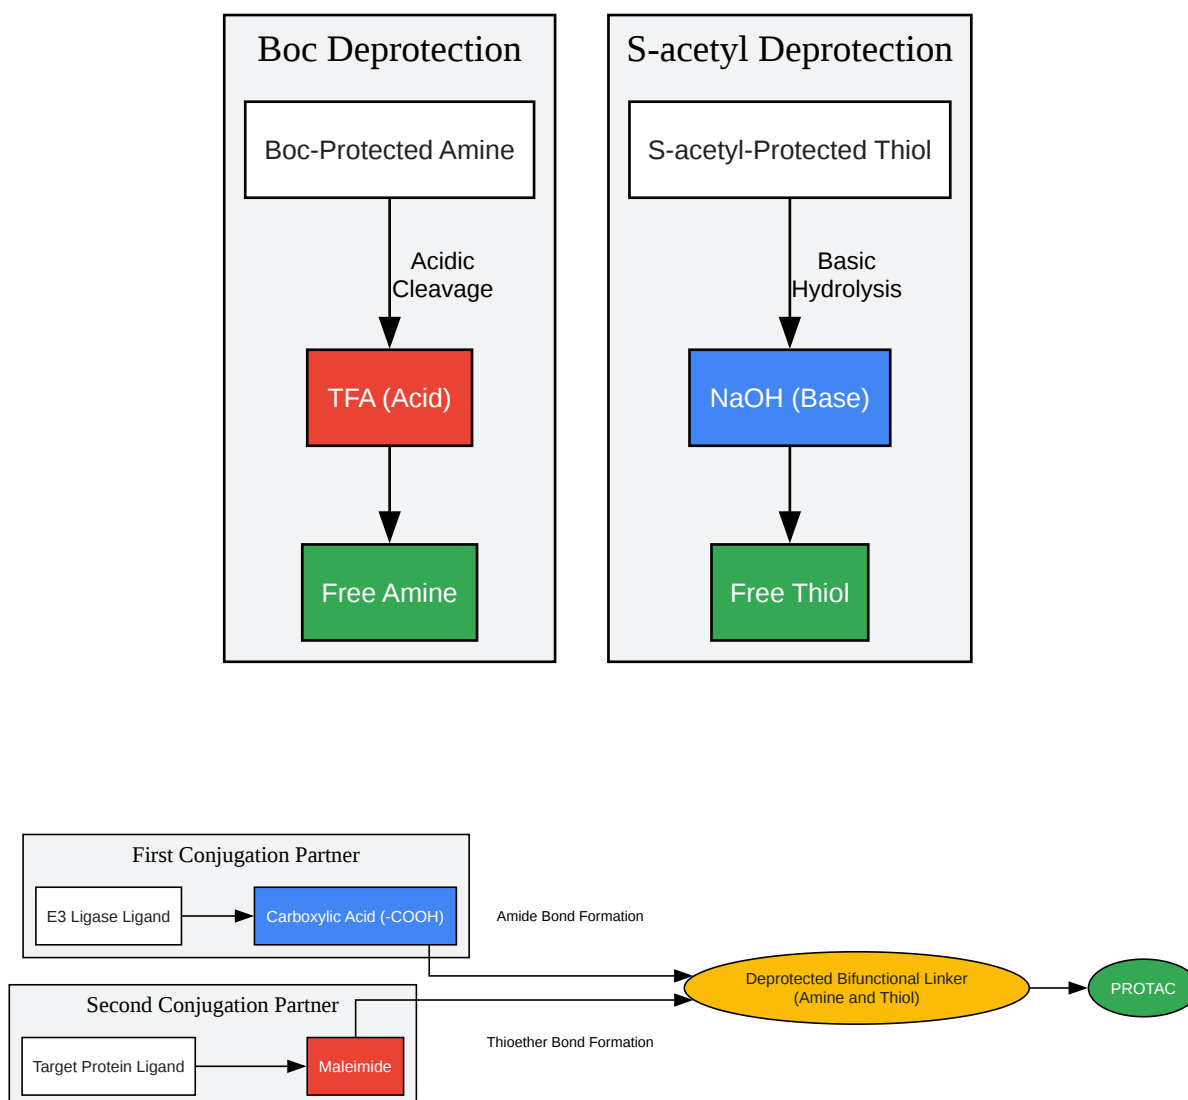 Boc Deprotection
Boc-Protected Amine
Acidic
Cleavage
TFA (Acid)
Free Amine
S-acetyl Deprotection
S-acetyl-Protected Thiol
Basic
Hydrolysis
NaOH (Base)
Free Thiol
First Conjugation Partner
E3 Ligase Ligand
Carboxylic Acid (-COOH)
Amide Bond Formation
Second Conjugation Partner
Target Protein Ligand
Maleimide
Thioether Bond Formation
Deprotected Bifunctional Linker
(Amine and Thiol)
PROTAC